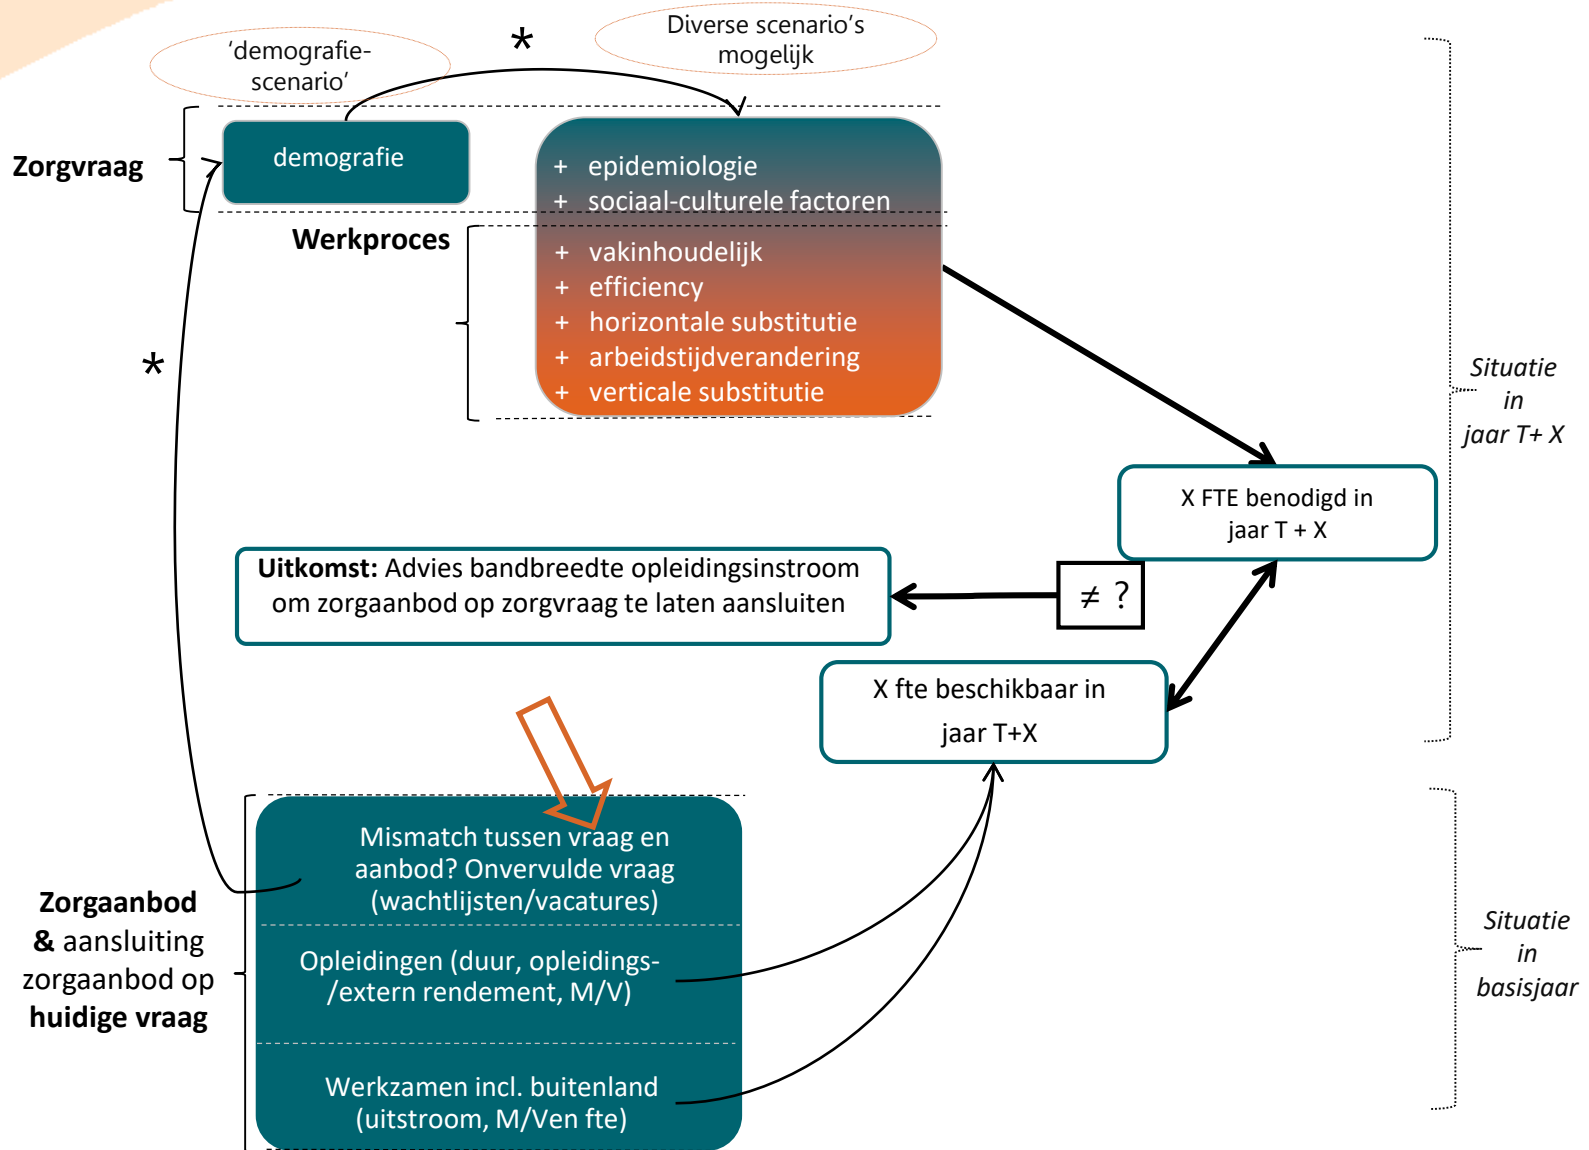 ‘demografie-
scenario’
*
Diverse scenario’s
mogelijk
Zorgvraag
demografie
+ epidemiologie
+ sociaal-culturele factoren
Werkproces
+ vakinhoudelijk
+ efficiency
+ horizontale substitutie
+ arbeidstijdverandering
+ verticale substitutie
*
Situatie
in
jaar T+ X
X FTE benodigd in
jaar T + X
Uitkomst: Advies bandbreedte opleidingsinstroom
om zorgaanbod op zorgvraag te laten aansluiten
≠ ?
X fte beschikbaar in
jaar T+X
Zorgaanbod
& aansluiting
zorgaanbod op
huidige vraag
Mismatch tussen vraag en
aanbod? Onvervulde vraag
(wachtlijsten/vacatures)
Opleidingen (duur, opleidings-
/extern rendement, M/V)
Werkzamen incl. buitenland
(uitstroom, M/Ven fte)
Situatie
in
basisjaar